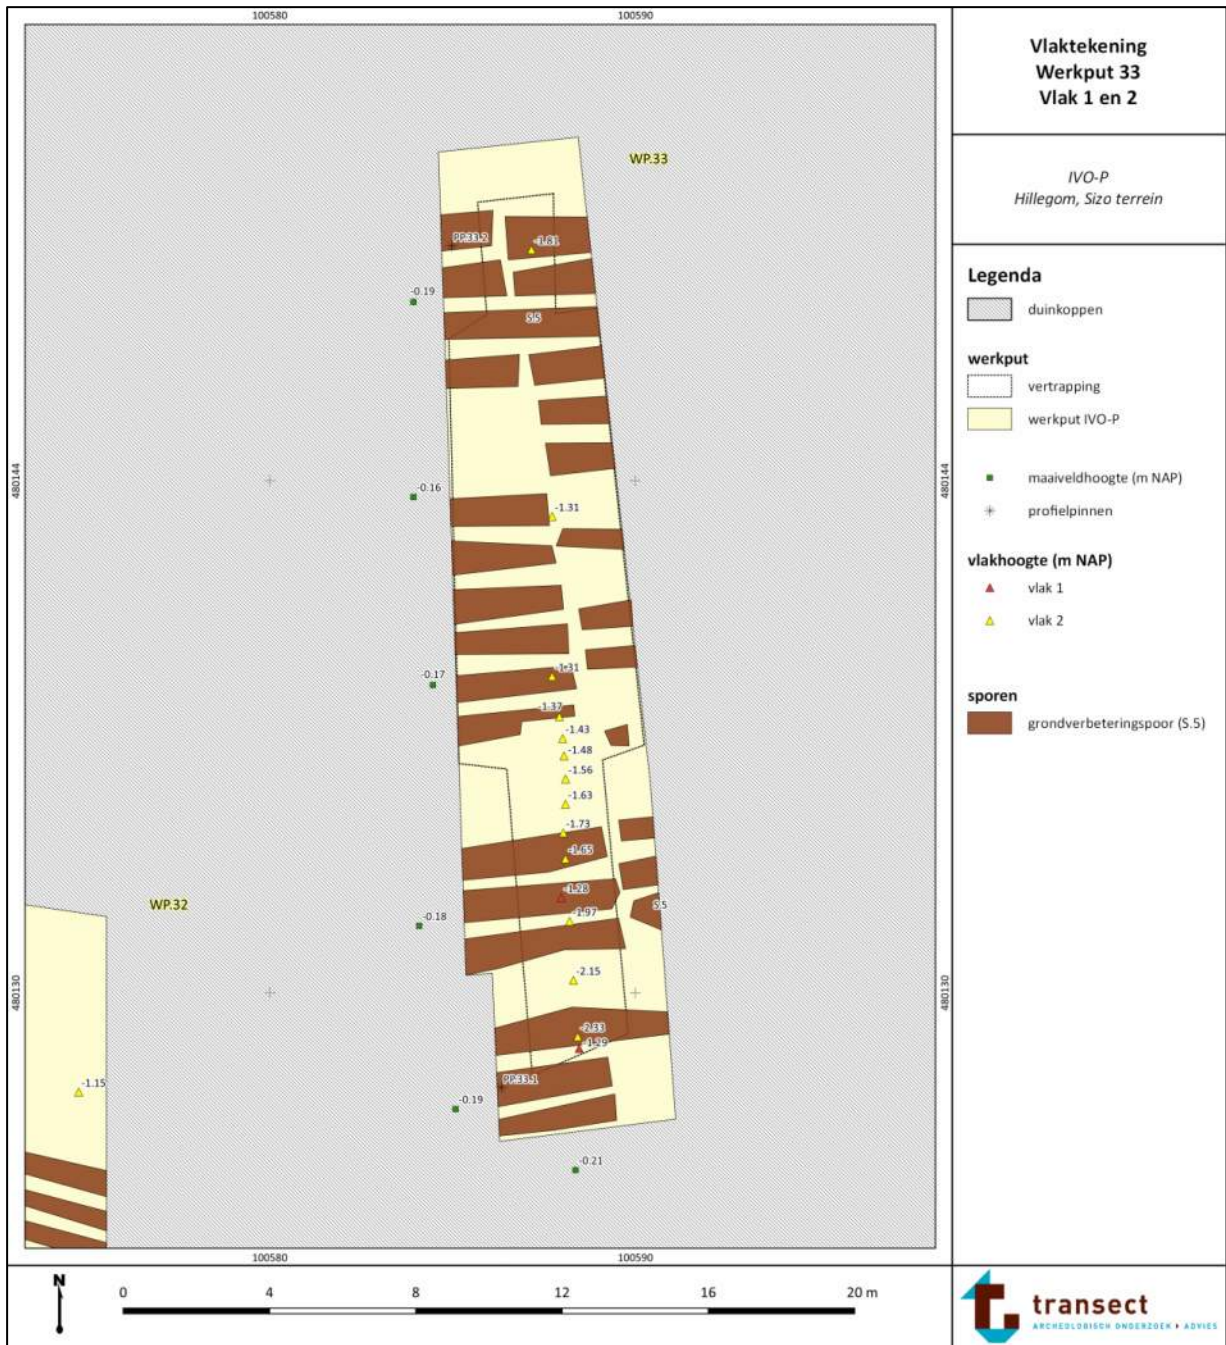 100580
100590
WP.33
PP.33.2
-1.81
-0.19
S.5
480144
480144
-0.16
-1.31
-0.17
-1.31
-1.37
-1.43
-1.48
-1.56
-1.63
-1.73
-1.65
-1.28
WP.32
S.5
-0.18
-1.97
-2.15
480130
480130
-2.33
-1.29
PP.33.1
-1.15
-0.19
-0.21
100580
100590
N
0 4 8 12 16 20 m
Vlaktekening
Werkput 33
Vlak 1 en 2
IVO-P
Hillegom, Sizo terrein
Legenda
duinkoppen
werkput
vertrapping
werkput IVO-P
maaiveldhoogte (m NAP)
profielpinnen
vlakhoogte (m NAP)
vlak 1
vlak 2
sporen
grondverbeteringspoor (S.5)
transect
ARCHEOLOGISCH ONDERZOEK & ADVIES